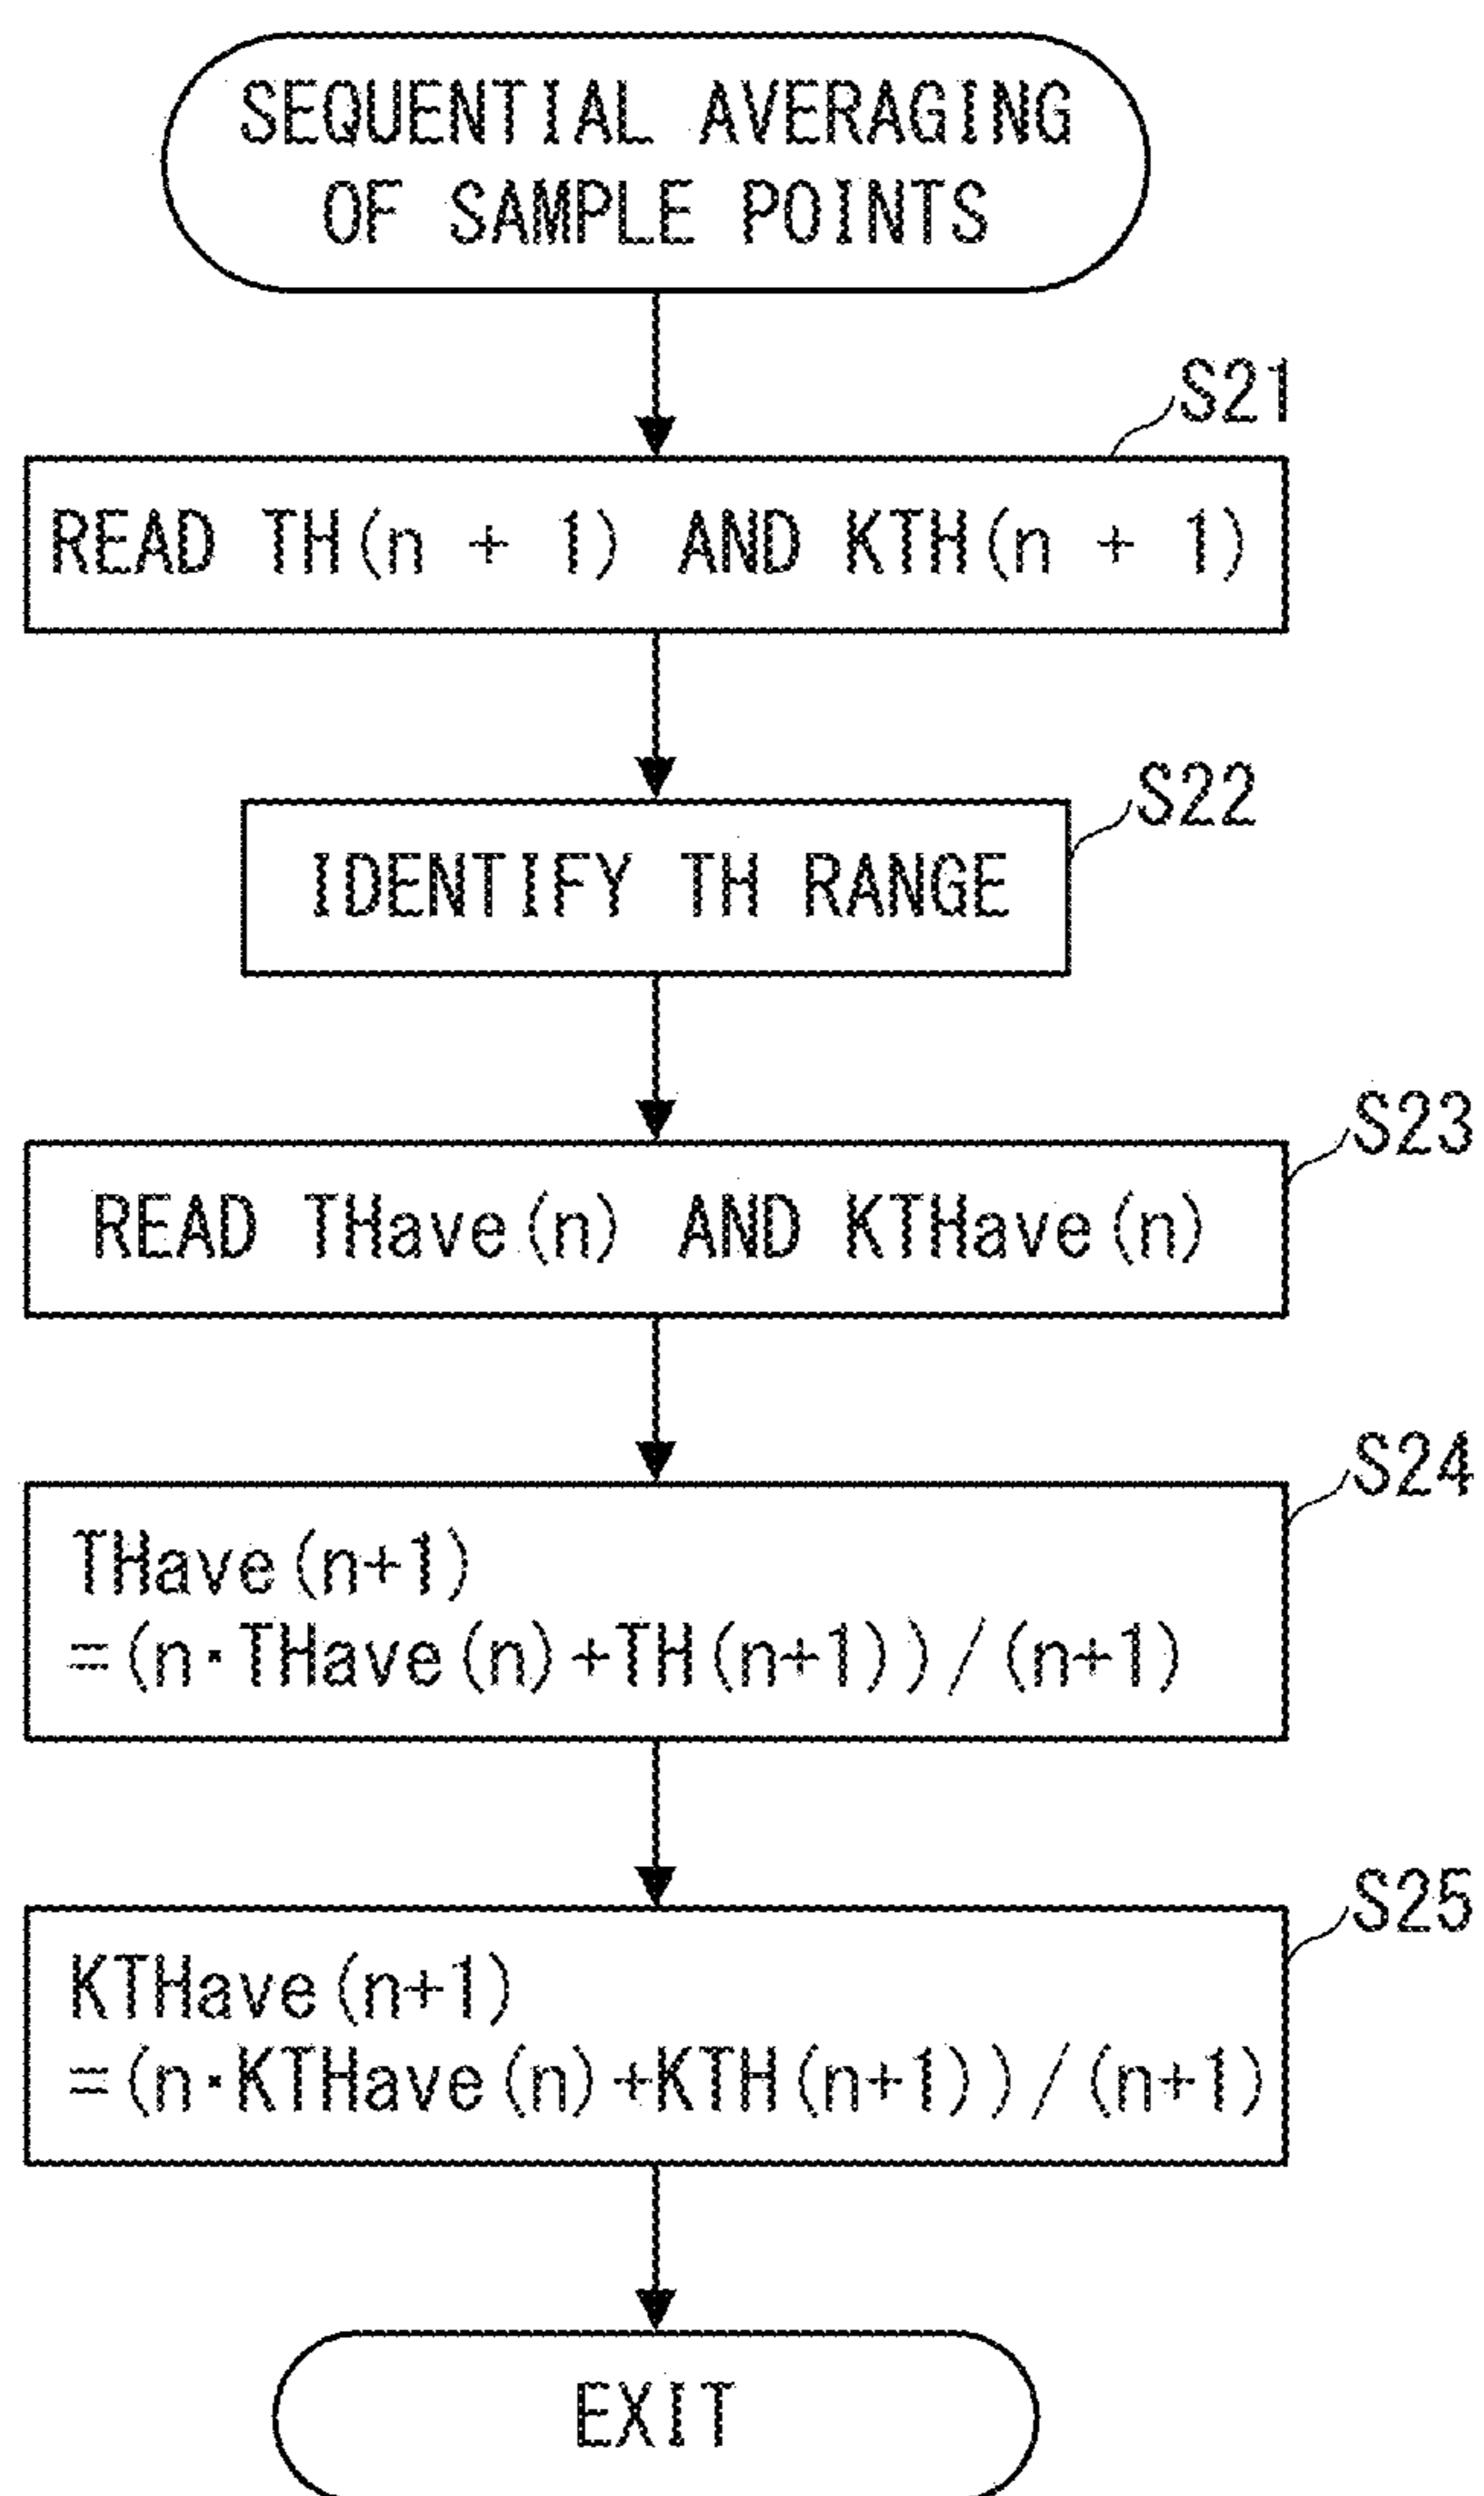 SEQUENTIAL AVERAGING
OF SAMPLE POINTS
S21
READ TH(n + 1) AND KTH(n + 1)
S22
IDENTIFY TH RANGE
S23
READ THave(n) AND KTHave(n)
S24
THave(n+1)
=(n·THave(n)+TH(n+1))/(n+1)
S25
KTHave(n+1)
=(n·KTHave(n)+KTH(n+1))/(n+1)
EXIT